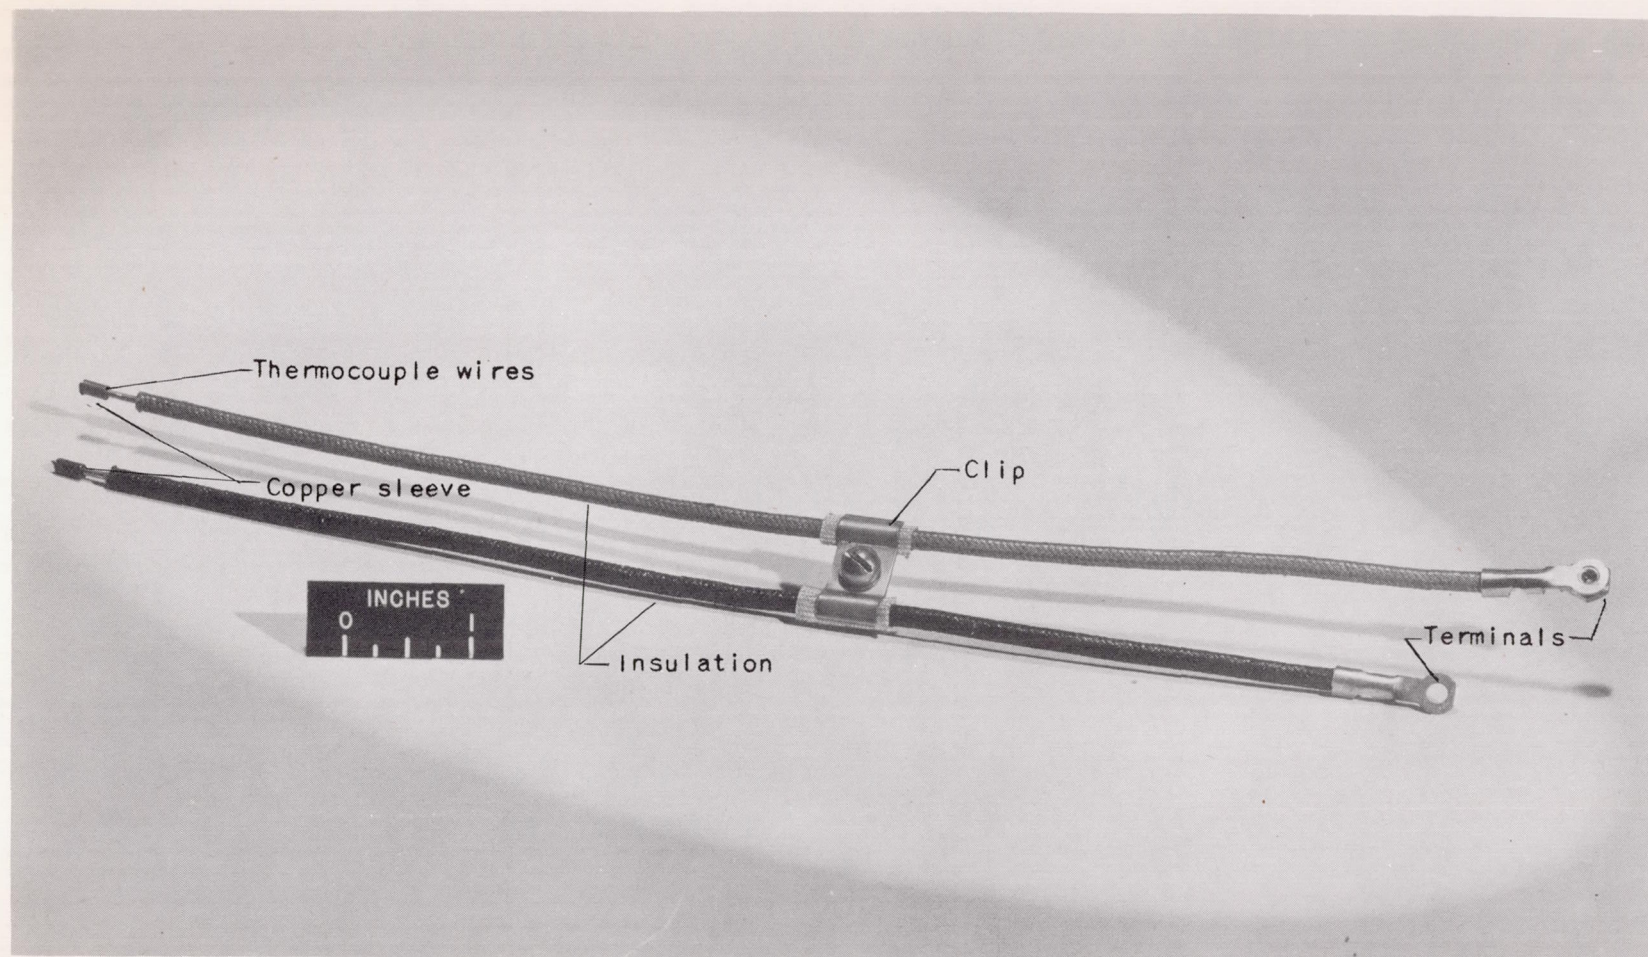 Thermocouple wires
Clip
Copper sleeve
INCHES
0 1
Terminals
Insulation